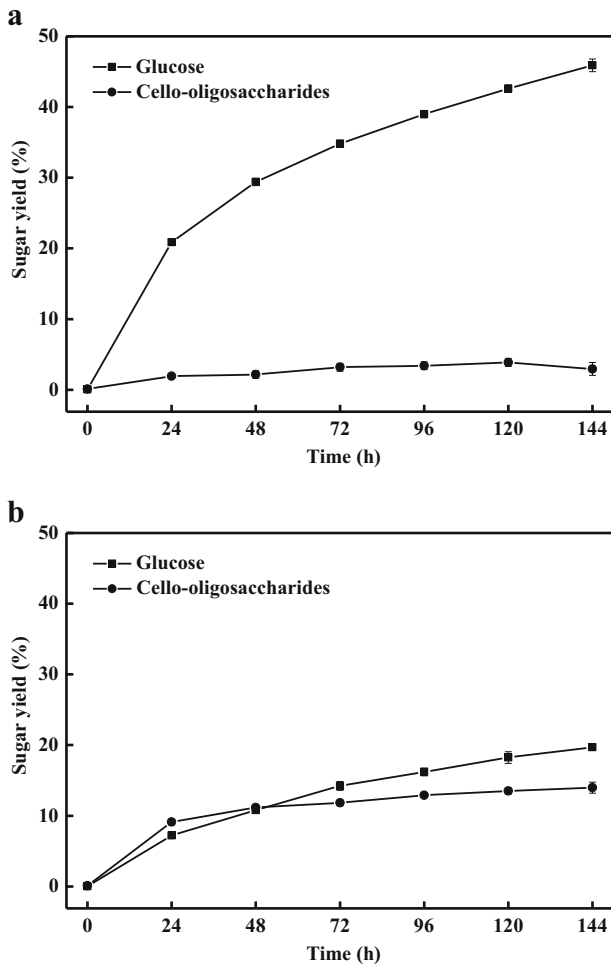 a
50
40
30
20
10
0
Sugar yield (%)
Glucose
Cello-oligosaccharides
0 24 48 72 96 120 144
Time (h)
b
50
40
30
20
10
0
Sugar yield (%)
Glucose
Cello-oligosaccharides
0 24 48 72 96 120 144
Time (h)